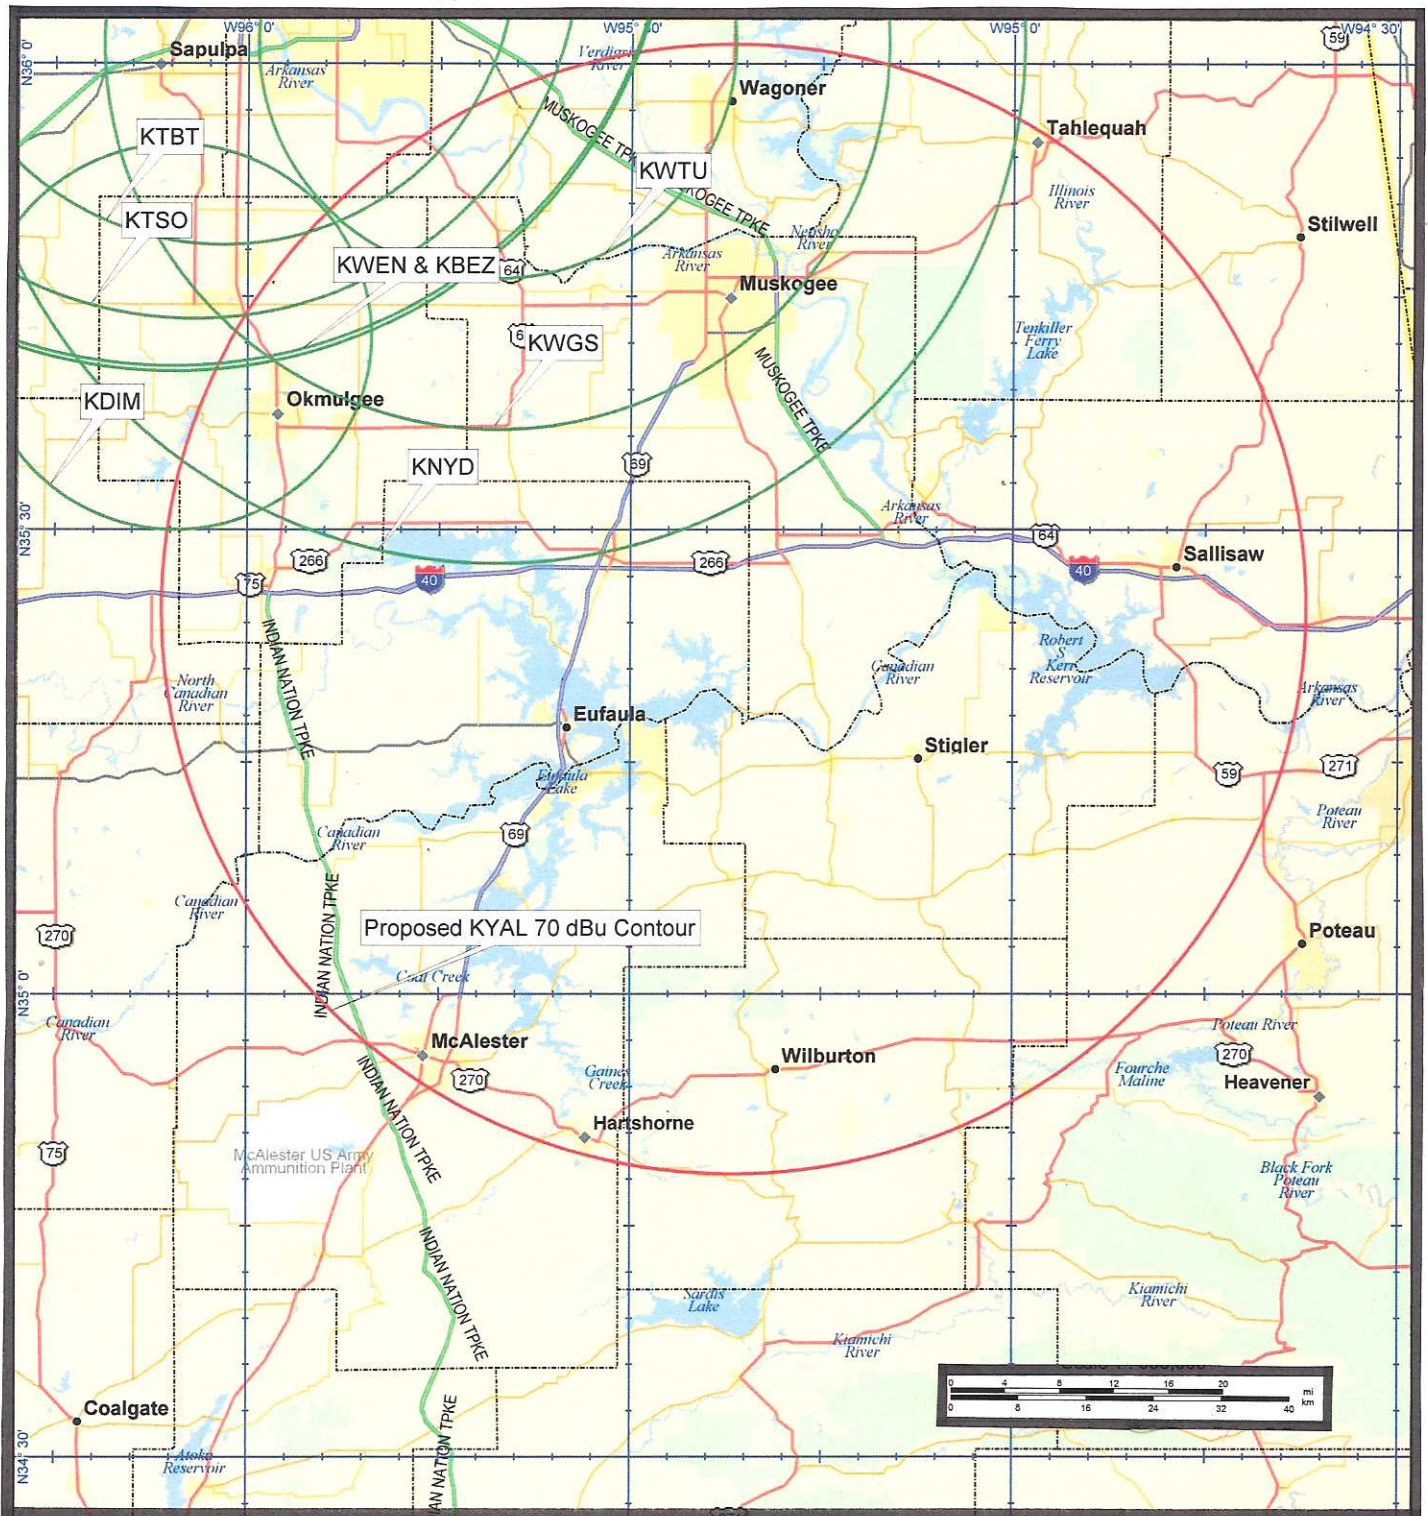 W96° 0'
W95° 30'
W95° 0'
W94° 30'
59
N36° 0'
Sapulpa
Arkansas
River
Verdigris
River
Wagoner
MUSKOGEE TPKE
Tahlequah
KTBT
KWTU
MUSKOGEE TPKE
Illinois
River
KTSO
Stilwell
Neosho
River
KWEN & KBEZ
64
Arkansas
River
Muskogee
6
KWGS
Tenkiller
Ferry
Lake
MUSKOGEE TPKE
KDIM
Okmulgee
KNYD
69
N35° 30'
Arkansas
River
64
266
266
Sallisaw
75
40
40
INDIAN NATION TPKE
Robert
S
Kerr
Reservoir
Canadian
River
North
Canadian
River
Arkansas
River
Eufaula
Stigler
59
271
Eufaula
Lake
69
Canadian
River
Poteau
River
Canadian
River
INDIAN NATION TPKE
Proposed KYAL 70 dBu Contour
270
Poteau
Coal Creek
N35° 0'
Canadian
River
McAlester
Poteau River
Wilburton
270
INDIAN NATION TPKE
270
Gaines
Creek
Fourche
Maline
Heavener
Hartshorne
75
McAlester US Army
Ammunition Plant
Black Fork
Poteau
River
INDIAN NATION TPKE
Sardis
Lake
Kiamichi
River
Kiamichi
River
0 4 8 12 16 20 mi
0 8 16 24 32 40 km
Coalgate
N34° 30'
Atoka
Reservoir
IAN NATION TPKE